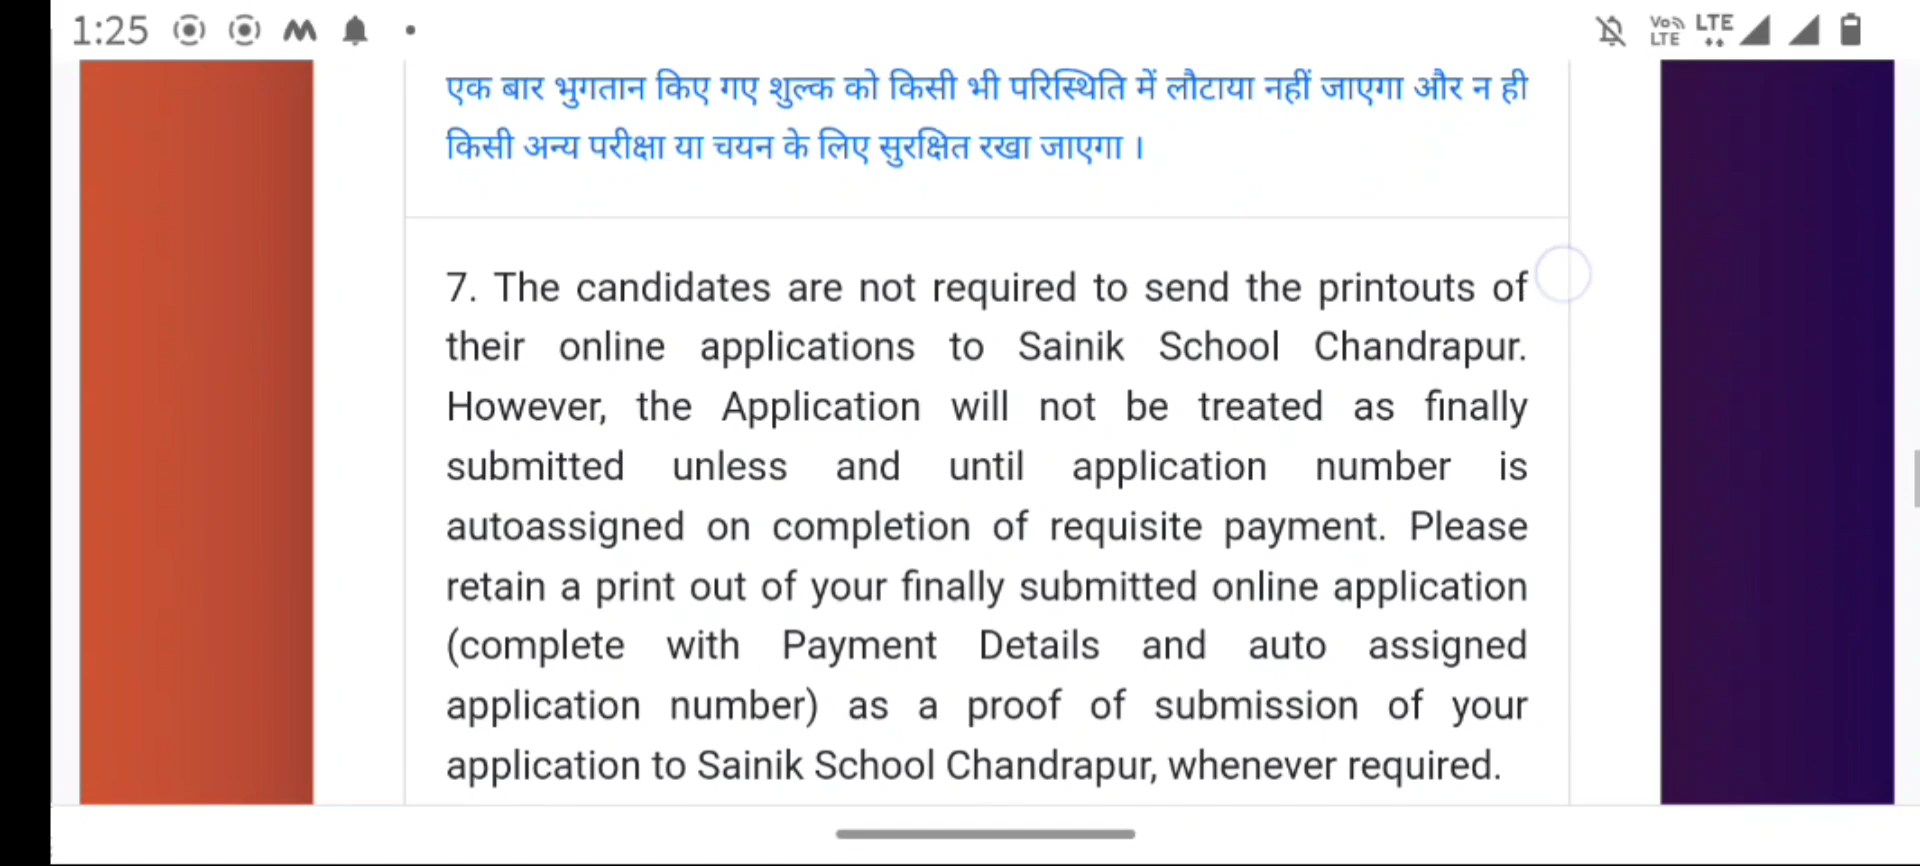 1:25
Vo LTE LTE
एक बार भुगतान किए गए शुल्क को किसी भी परिस्थिति में लौटाया नहीं जाएगा और न ही
किसी अन्य परीक्षा या चयन के लिए सुरक्षित रखा जाएगा ।
7. The candidates are not required to send the printouts of
their online applications to Sainik School Chandrapur.
However, the Application will not be treated as finally
submitted unless and until application number is
autoassigned on completion of requisite payment. Please
retain a print out of your finally submitted online application
(complete with Payment Details and auto assigned
application number) as a proof of submission of your
application to Sainik School Chandrapur, whenever required.